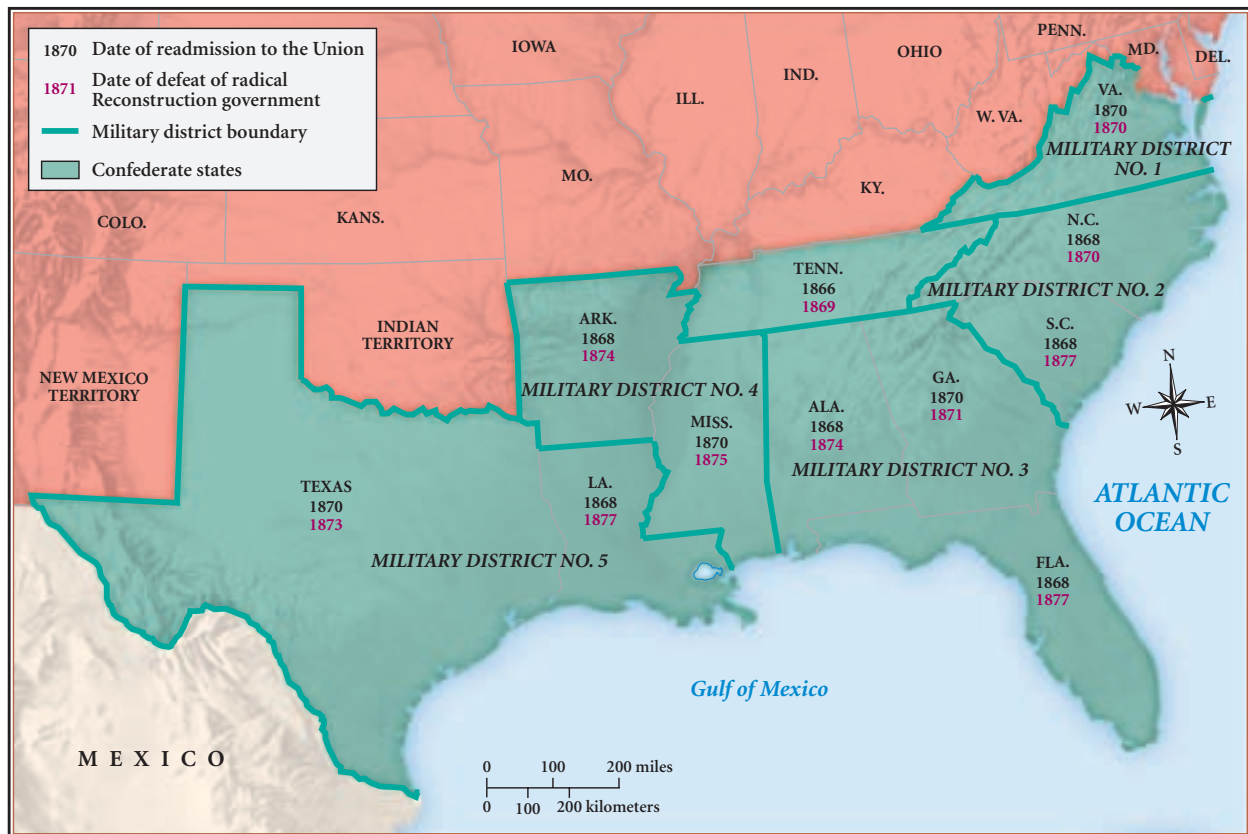 1870 Date of readmission to the Union
1871 Date of defeat of radical
Reconstruction government
Military district boundary
Confederate states
IOWA
ILL.
IND.
OHIO
PENN.
MD.
DEL.
W. VA.
VA.
1870
1870
MILITARY DISTRICT
NO. 1
COLO.
KANS.
MO.
KY.
N.C.
1868
1870
MILITARY DISTRICT NO. 2
TENN.
1866
1869
S.C.
1868
1877
NEW MEXICO
TERRITORY
INDIAN
TERRITORY
ARK.
1868
1874
MILITARY DISTRICT NO. 4
MISS.
1870
1875
ALA.
1868
1874
GA.
1870
1871
MILITARY DISTRICT NO. 3
N
W
E
S
TEXAS
1870
1873
LA.
1868
1877
MILITARY DISTRICT NO. 5
ATLANTIC
OCEAN
FLA.
1868
1877
Gulf of Mexico
MEXICO
0 100 200 miles
0 100 200 kilometers